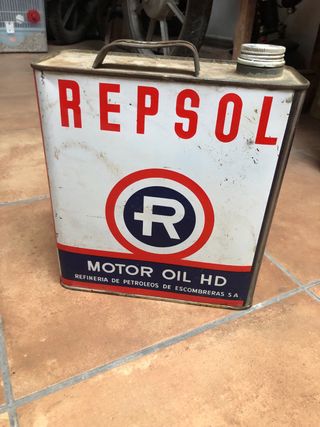 REPSOL
R
MOTOR OIL HD
REFINERIA DE PETROLEOS DE ESCOMBRERAS S A